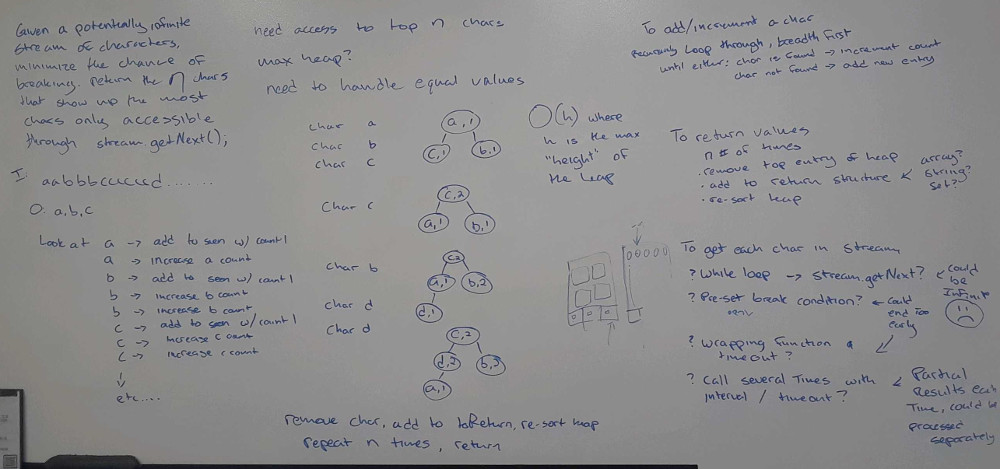 Given a potentially infinite
stream of characters,
minimize the chance of
breaking. return the n chars
that show up the most
chars only accessible
through stream.getNext();
I: aabbbcccccd.......
O: a,b,c
Look at a -> add to seen w/ count 1
a -> increase a count
b -> add to seen w/ count 1
b -> increase b count
b -> increase b count
c -> add to seen w/ count 1
c -> increase c count
c -> increase c count
etc....
need access to top n chars
max heap?
need to handle equal values
char a
char b
char c
a,1
c,1
b,1
Char c
c,2
a,1
b,1
char b
c2
a,1
b,2
d,1
char d
Char d
c,2
d,2
a,1
remove char, add to toReturn, re-sort heap
repeat n times, return
O(h) where
h is the max
"height" of
the heap
To add/increment a char
loop through, breadth first
until either: char is found -> increment count
char not found -> add new entry
To return values
n # of times
• remove top entry of heap
• add to return structure <
• re-sort heap
array?
string?
set?
To get each char in stream
? While loop -> stream.getNext? <
could
be
Infinite
? Pre-set break condition? <-
could
end too
early
? Wrapping function &
timeout?
? Call several times with
interval / timeout? <
Partial
Results each
Time, could be
processed
separately